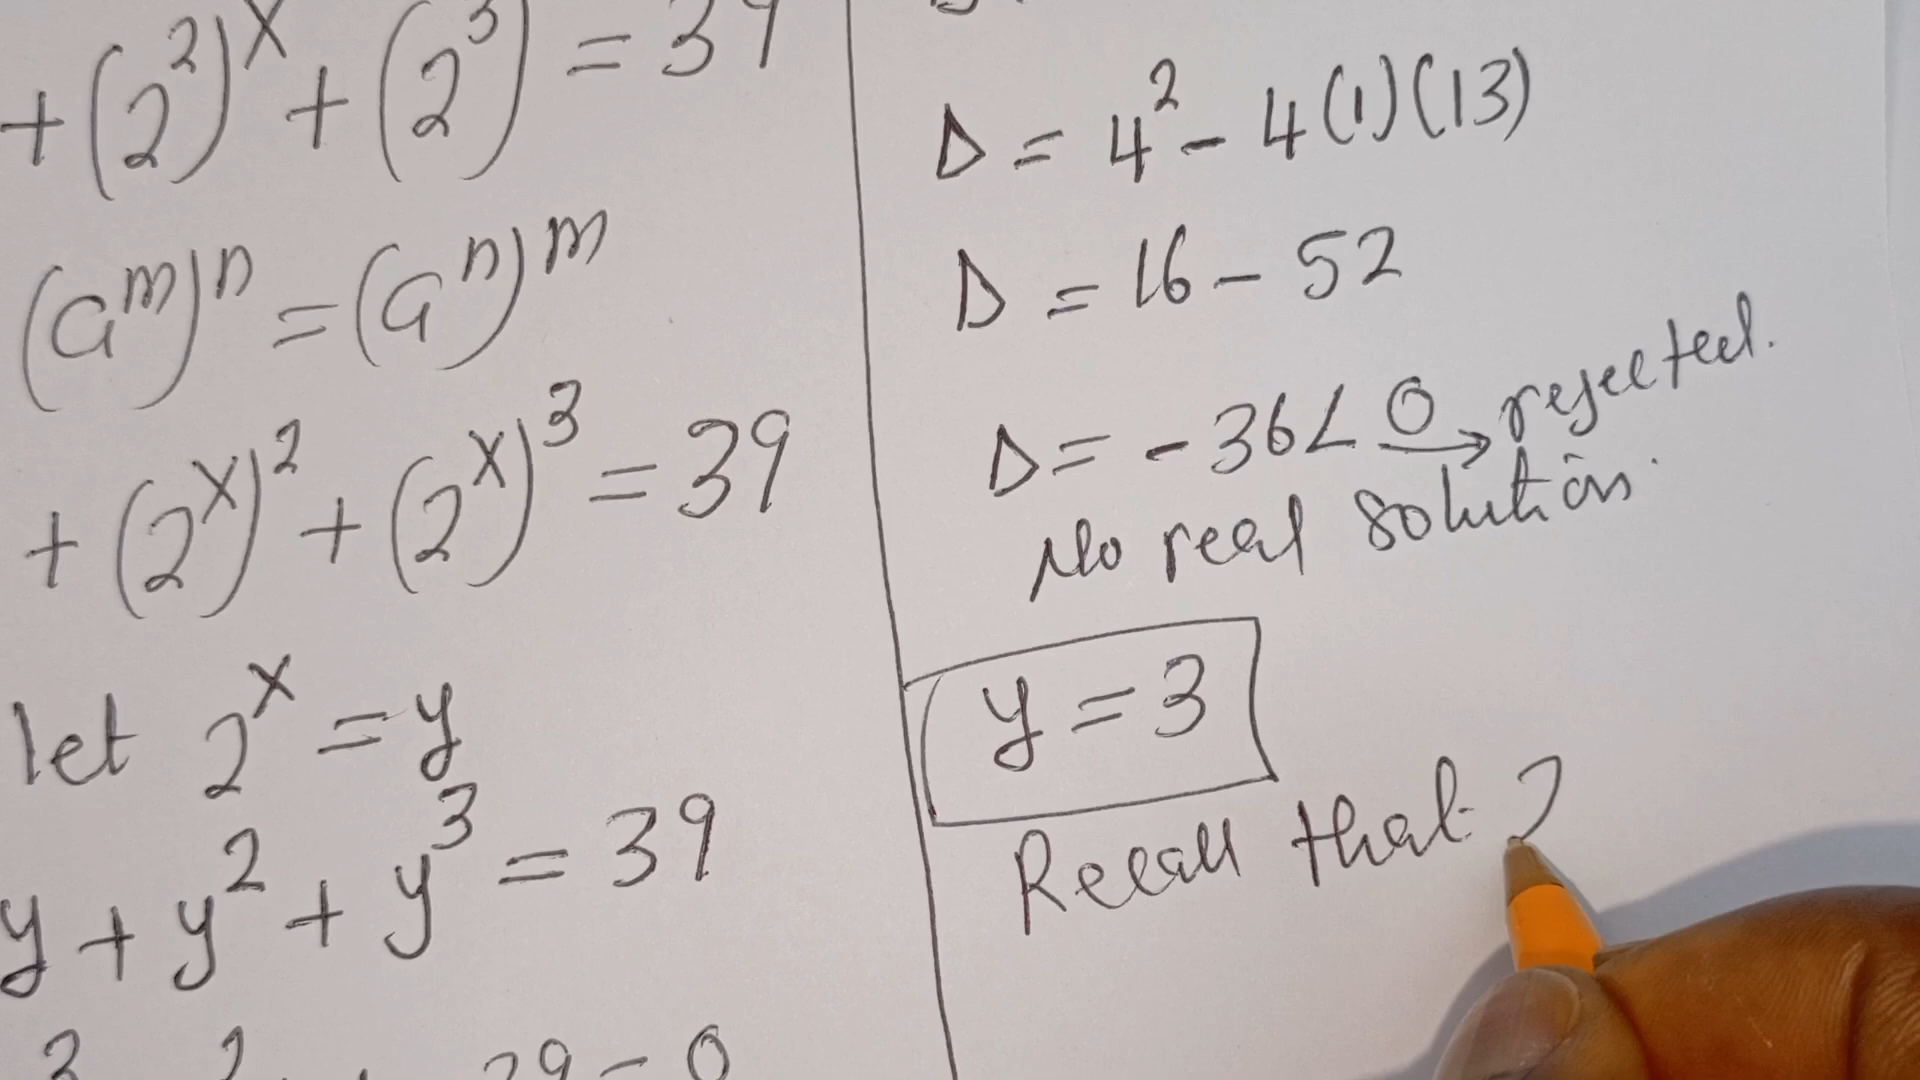 + (2²)ˣ + (2³) = 39
(aᵐ)ⁿ = (aⁿ)ᵐ
+ (2ˣ)² + (2ˣ)³ = 39
let 2ˣ = y
y + y² + y³ = 39
D = 4² - 4(1)(13)
D = 16 - 52
D = -36 < 0 → rejected.
No real solution.
y = 3
Recall that 2